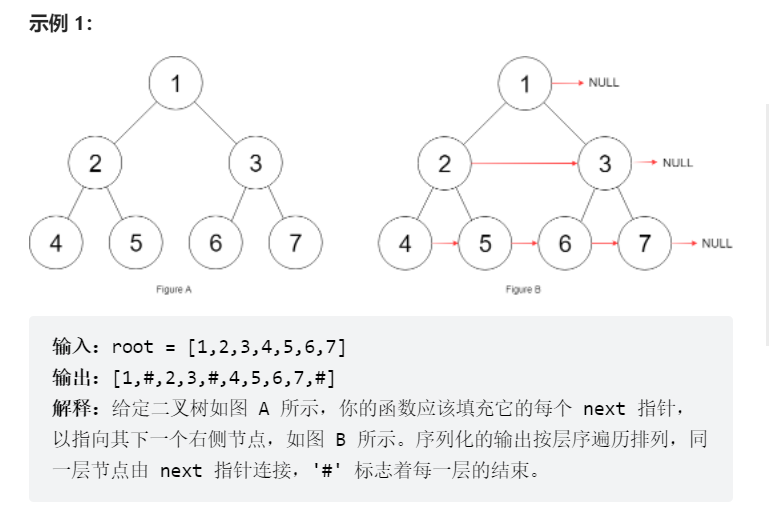 示例 1：
1
1
NULL
2
3
2
3
NULL
4
5
6
7
4
5
6
7
NULL
Figure A
Figure B
输入：root = [1,2,3,4,5,6,7]
输出：[1,#,2,3,#,4,5,6,7,#]
解释：给定二叉树如图 A 所示，你的函数应该填充它的每个 next 指针，
以指向其下一个右侧节点，如图 B 所示。序列化的输出按层序遍历排列，同
一层节点由 next 指针连接，'#' 标志着每一层的结束。